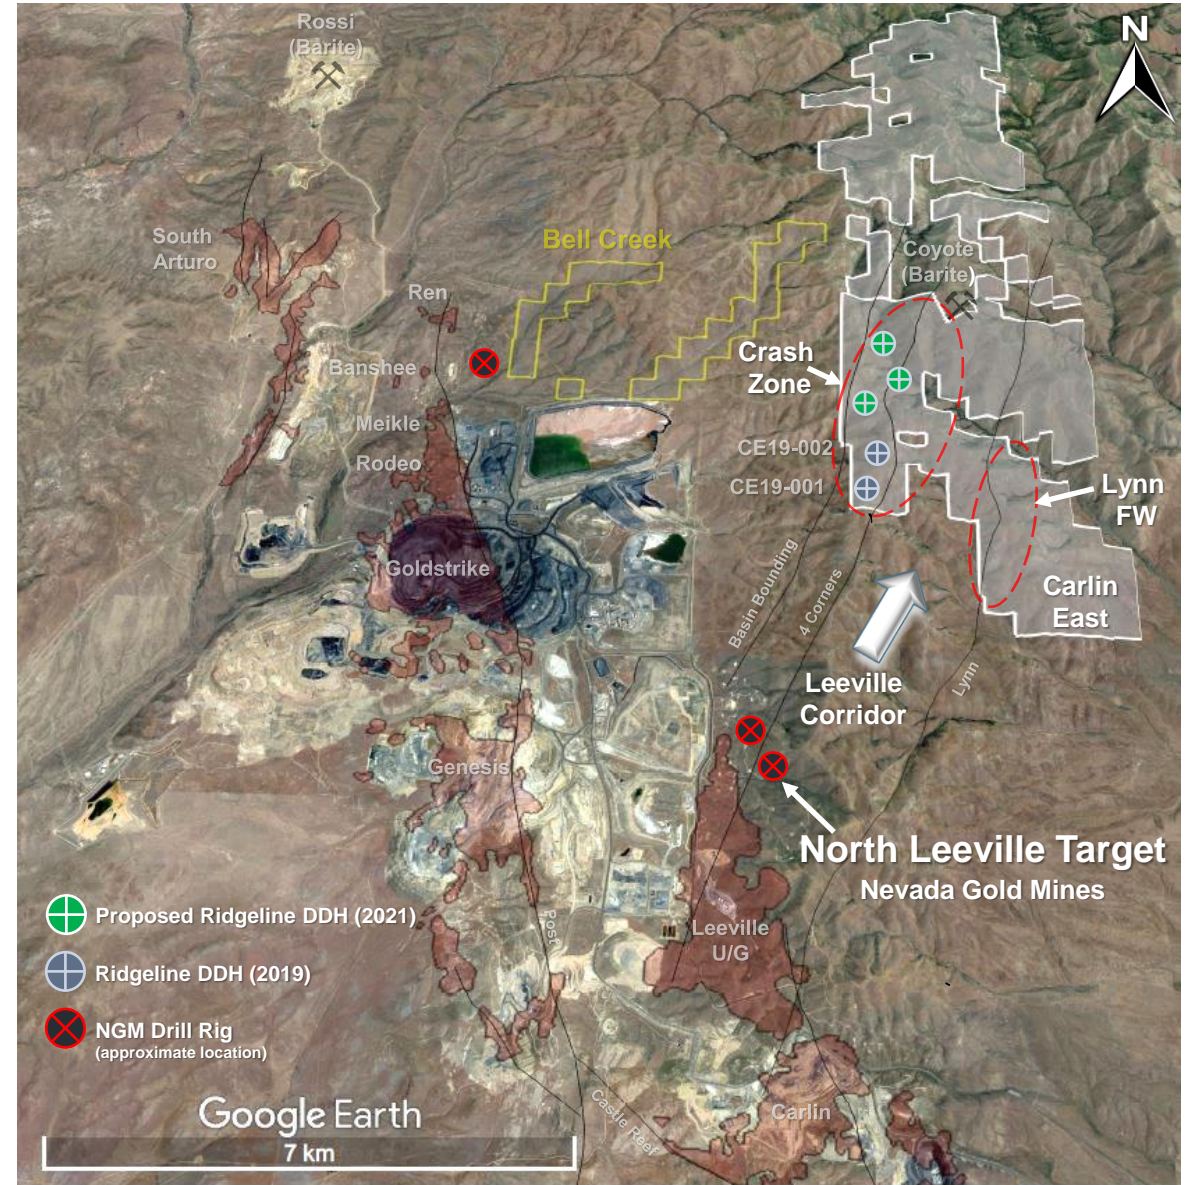 Rossi
(Barite)
N
South
Arturo
Bell Creek
Coyote
(Barite)
Ren
Banshee
Crash
Zone
Meikle
Rodeo
CE19-002
CE19-001
Lynn
FW
Goldstrike
Basin Bounding
4 Corners
Carlin
East
Leeville
Corridor
Lynn
Genesis
North Leeville Target
Nevada Gold Mines
Proposed Ridgeline DDH (2021)
Post
Leeville
U/G
Ridgeline DDH (2019)
NGM Drill Rig
(approximate location)
Google Earth
7 km
Castle Reef
Carlin